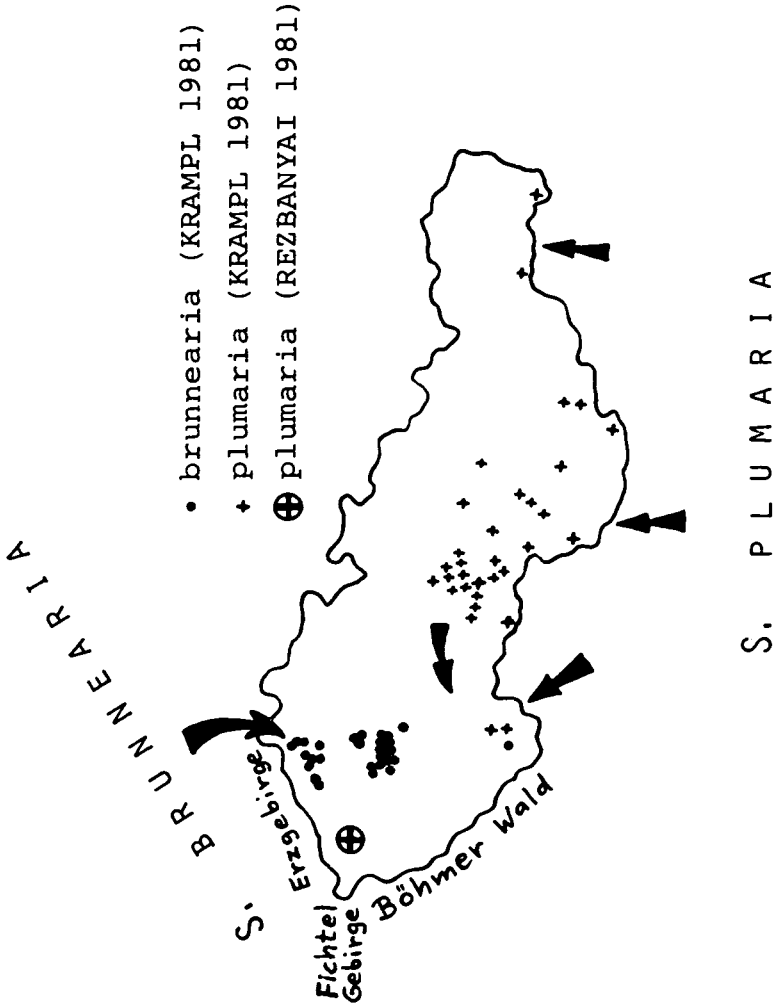 • brunnearia (KRAMPL 1981)
+ plumaria (KRAMPL 1981)
⊕ plumaria (REZBANYAI 1981)
S. BRUNNEARIA
Erzgebirge
Fichtel
Gebirge
Böhmer Wald
S. PLUMARIA